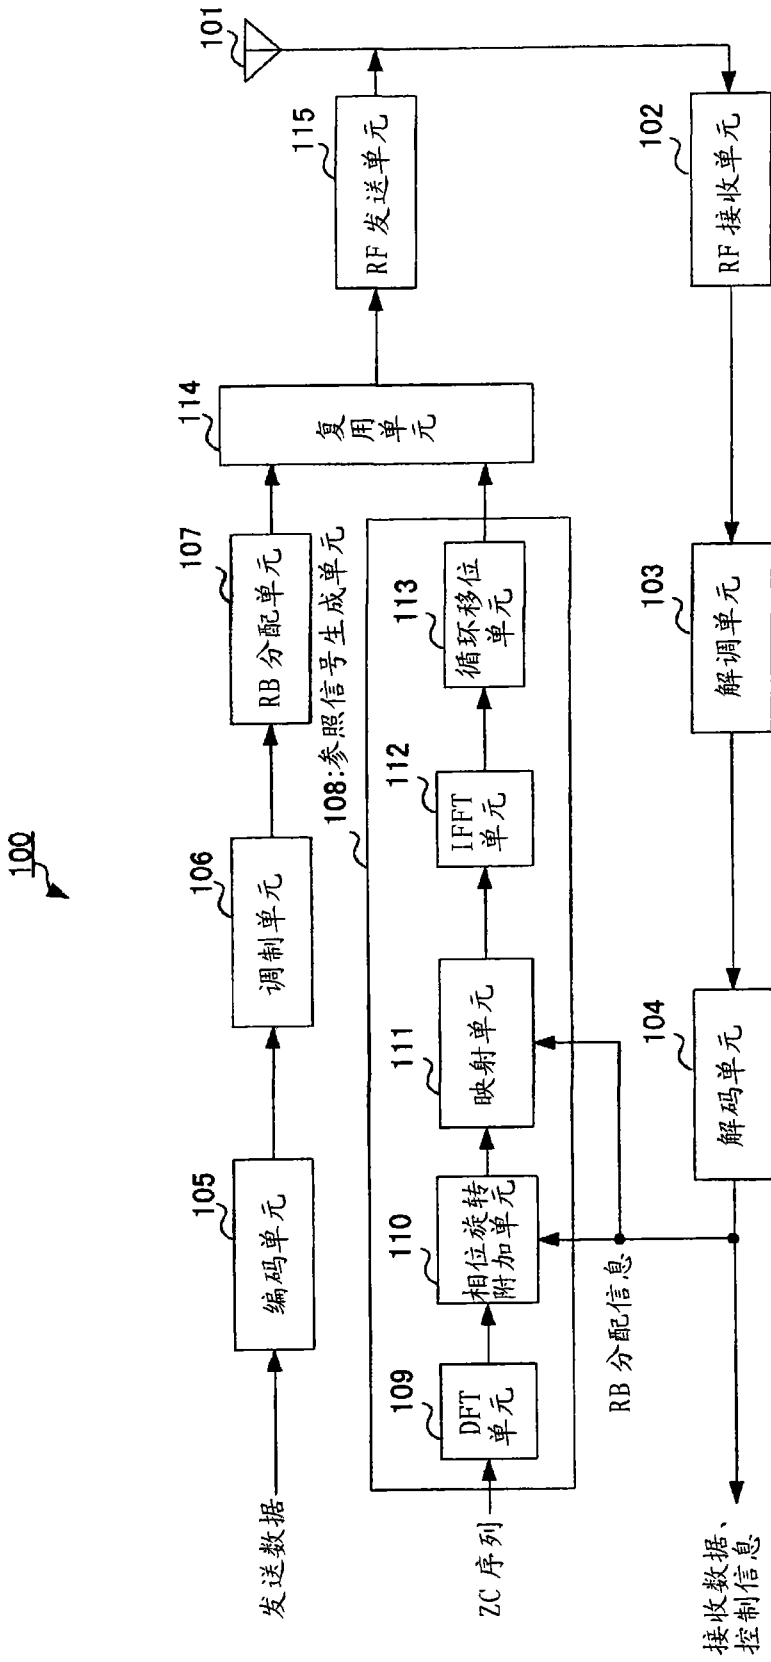 100
发送数据
105
编码单元
106
调制单元
107
RB 分配单元
114
复用单元
115
RF 发送单元
101
108:参照信号生成单元
ZC 序列
109
DFT
单元
110
相位旋转
附加单元
111
映射单元
112
IFFT
单元
113
循环移位
单元
RB 分配信息
102
RF 接收单元
103
解调单元
104
解码单元
接收数据、
控制信息